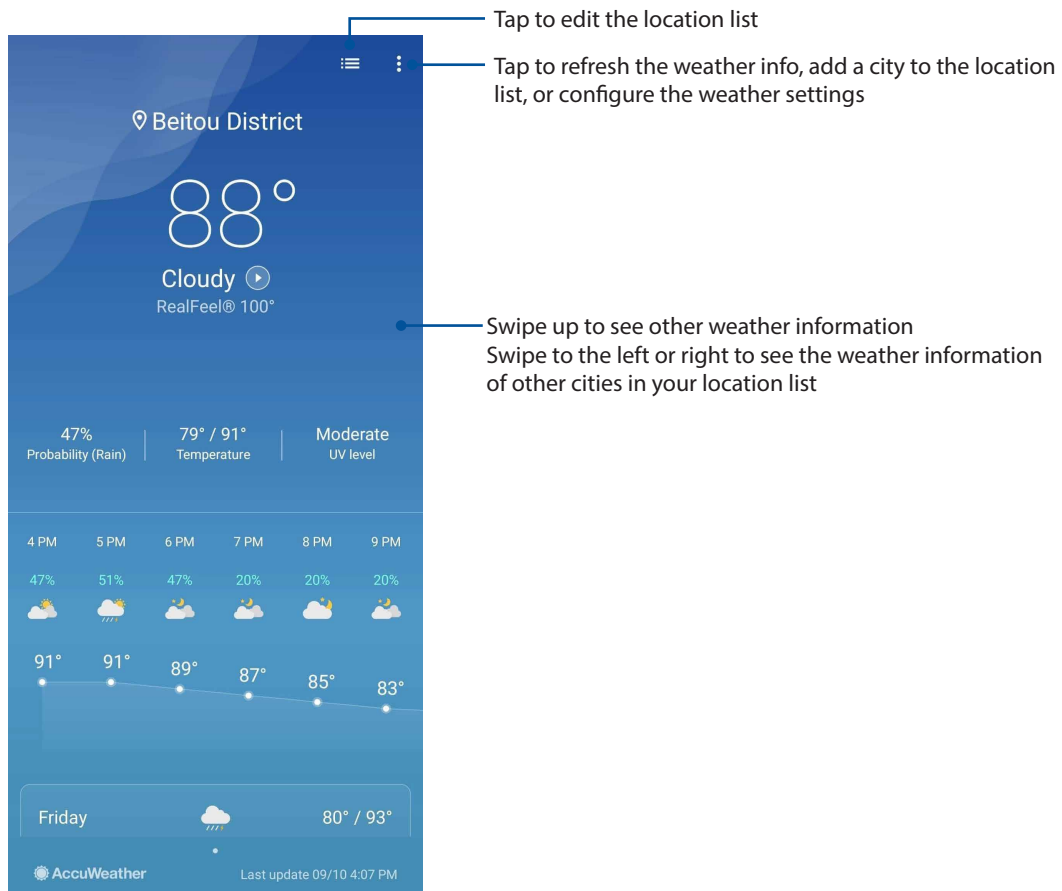 Tap to edit the location list
Tap to refresh the weather info, add a city to the location
list, or configure the weather settings
Beitou District
88°
Cloudy
RealFeel® 100°
Swipe up to see other weather information
Swipe to the left or right to see the weather information
of other cities in your location list
47% 79° / 91° Moderate
Probability (Rain) Temperature UV level
4 PM 5 PM 6 PM 7 PM 8 PM 9 PM
47% 51% 47% 20% 20% 20%
91° 91° 89° 87° 85° 83°
Friday 80° / 93°
AccuWeather Last update 09/10 4:07 PM